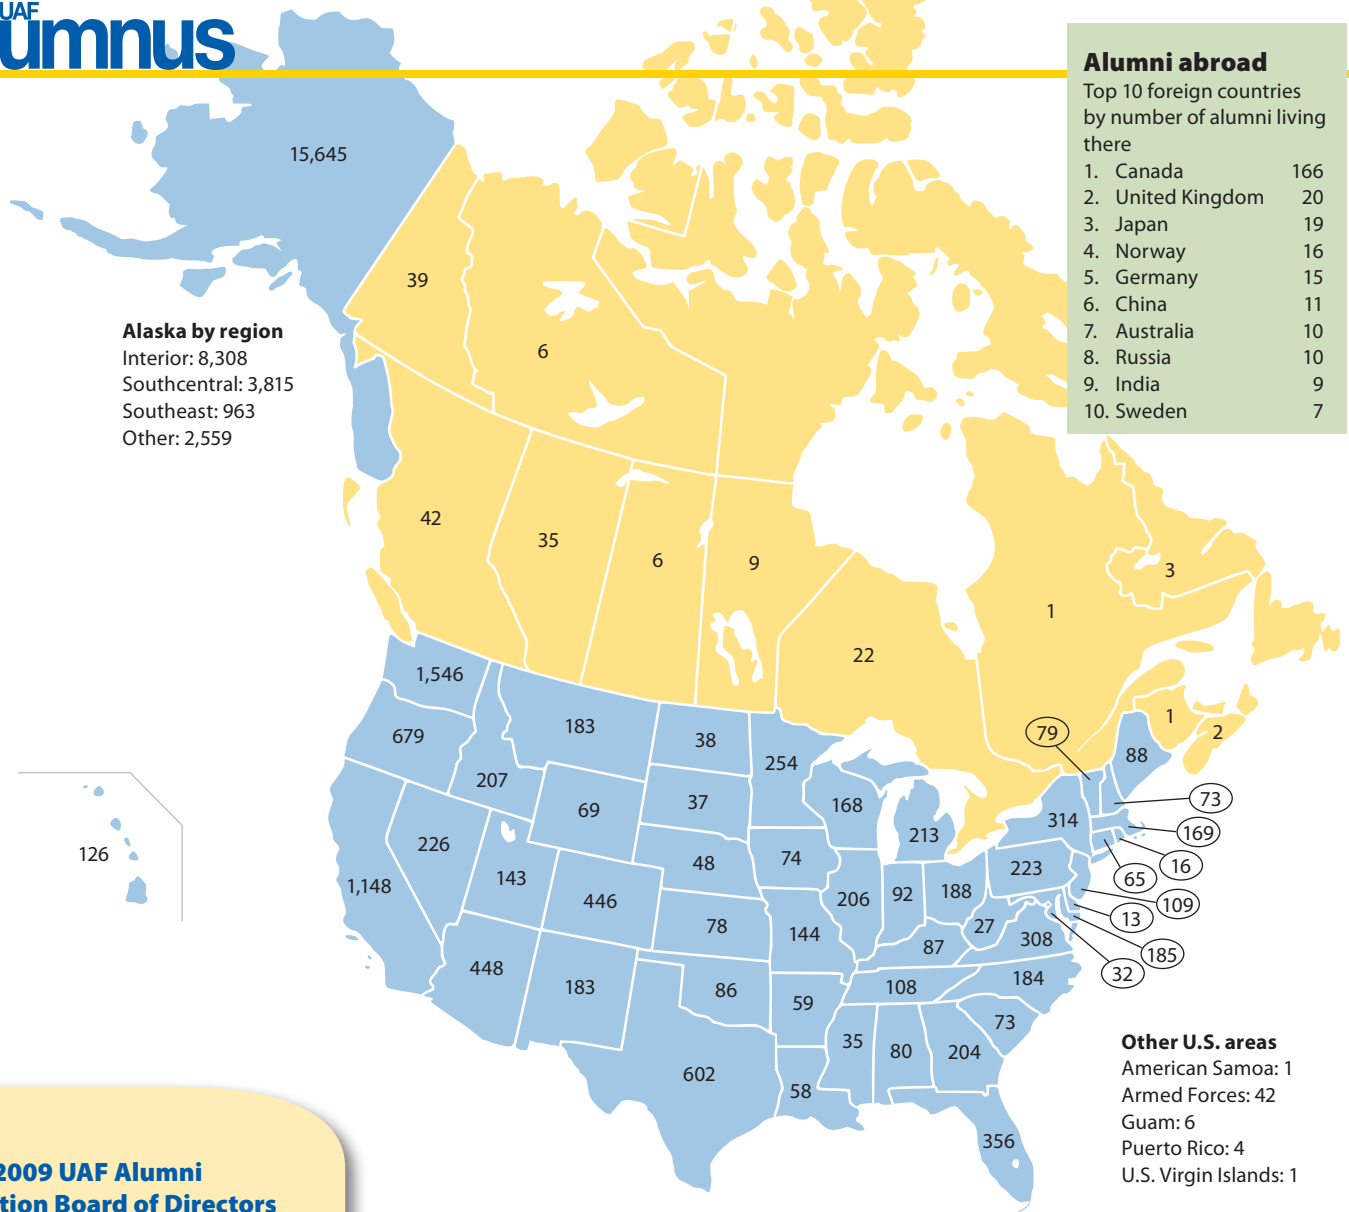 UAF
umnus
Alumni abroad
Top 10 foreign countries
by number of alumni living
there
1. Canada 166
2. United Kingdom 20
3. Japan 19
4. Norway 16
5. Germany 15
6. China 11
7. Australia 10
8. Russia 10
9. India 9
10. Sweden 7
15,645
39
6
Alaska by region
Interior: 8,308
Southcentral: 3,815
Southeast: 963
Other: 2,559
42
35
6
9
22
1
3
1
2
1,546
679
207
183
38
254
79
88
73
169
16
65
109
13
185
32
69
37
168
213
314
126
1,148
226
143
446
48
74
206
92
188
223
78
144
87
27
308
448
183
86
59
108
184
73
35
80
204
602
58
356
Other U.S. areas
American Samoa: 1
Armed Forces: 42
Guam: 6
Puerto Rico: 4
U.S. Virgin Islands: 1
2009 UAF Alumni
tion Board of Directors